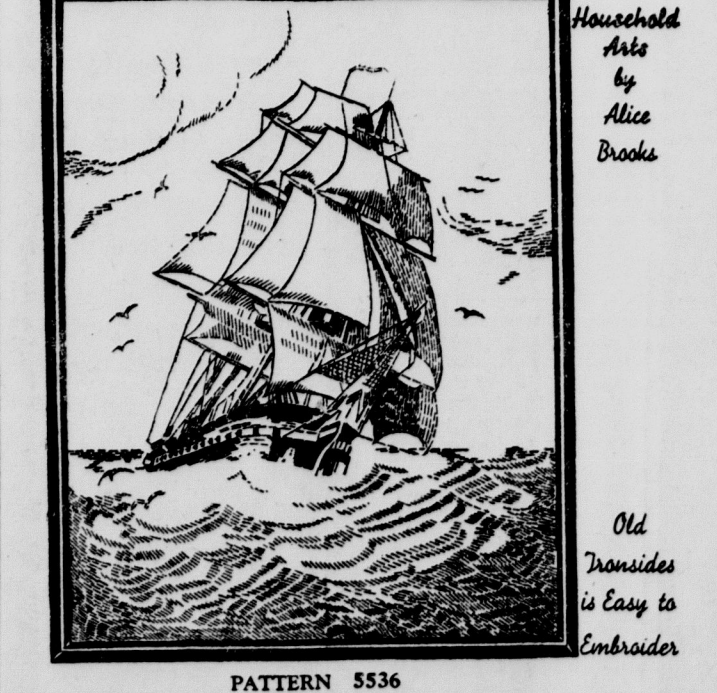 Household
Arts
by
Alice
Brooks
Old
Ironsides
is Easy to
Embroider
PATTERN 5536